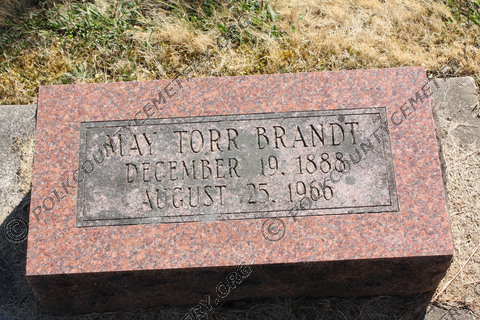 MAY TORR BRANDT
DECEMBER 19, 1888
AUGUST 25, 1966